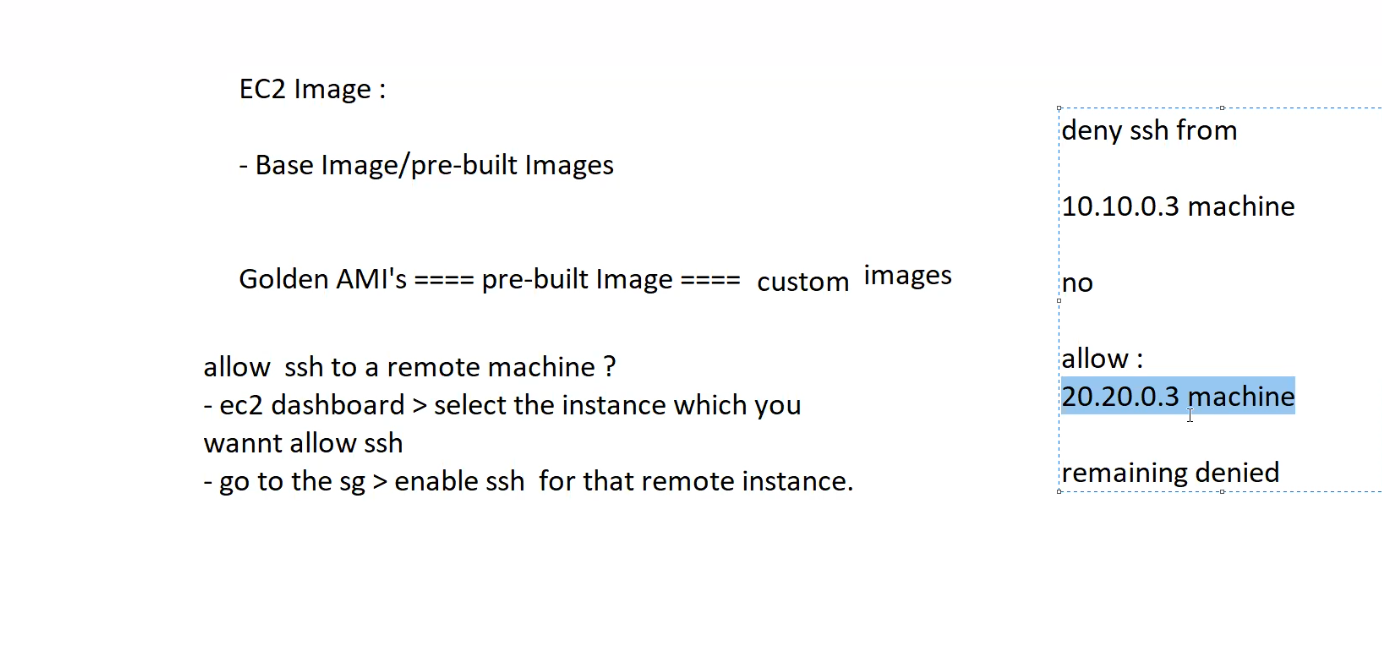 EC2 Image :
- Base Image/pre-built Images
Golden AMI's ==== pre-built Image ==== custom images
allow ssh to a remote machine ?
- ec2 dashboard > select the instance which you
wannt allow ssh
- go to the sg > enable ssh for that remote instance.
deny ssh from
10.10.0.3 machine
no
allow :
20.20.0.3 machine
remaining denied